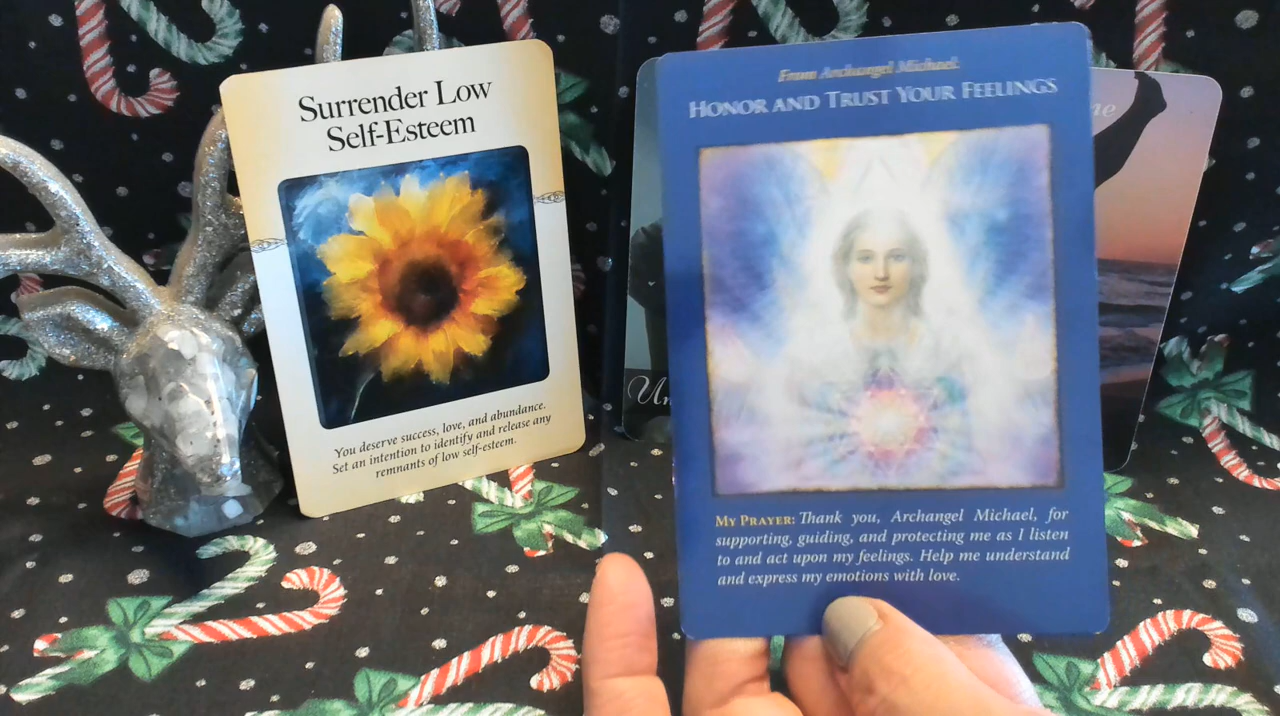 Surrender Low
Self-Esteem
You deserve success, love, and abundance.
Set an intention to identify and release any
remnants of low self-esteem.
From Archangel Michael:
HONOR AND TRUST YOUR FEELINGS
MY PRAYER: Thank you, Archangel Michael, for
supporting, guiding, and protecting me as I listen
to and act upon my feelings. Help me understand
and express my emotions with love.